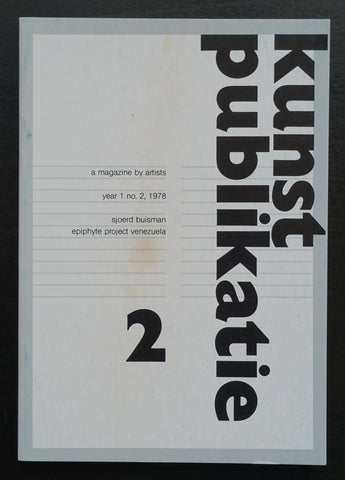 kunst
publikatie
a magazine by artists
year 1 no. 2, 1978
sjoerd buisman
epiphyte project venezuela
2